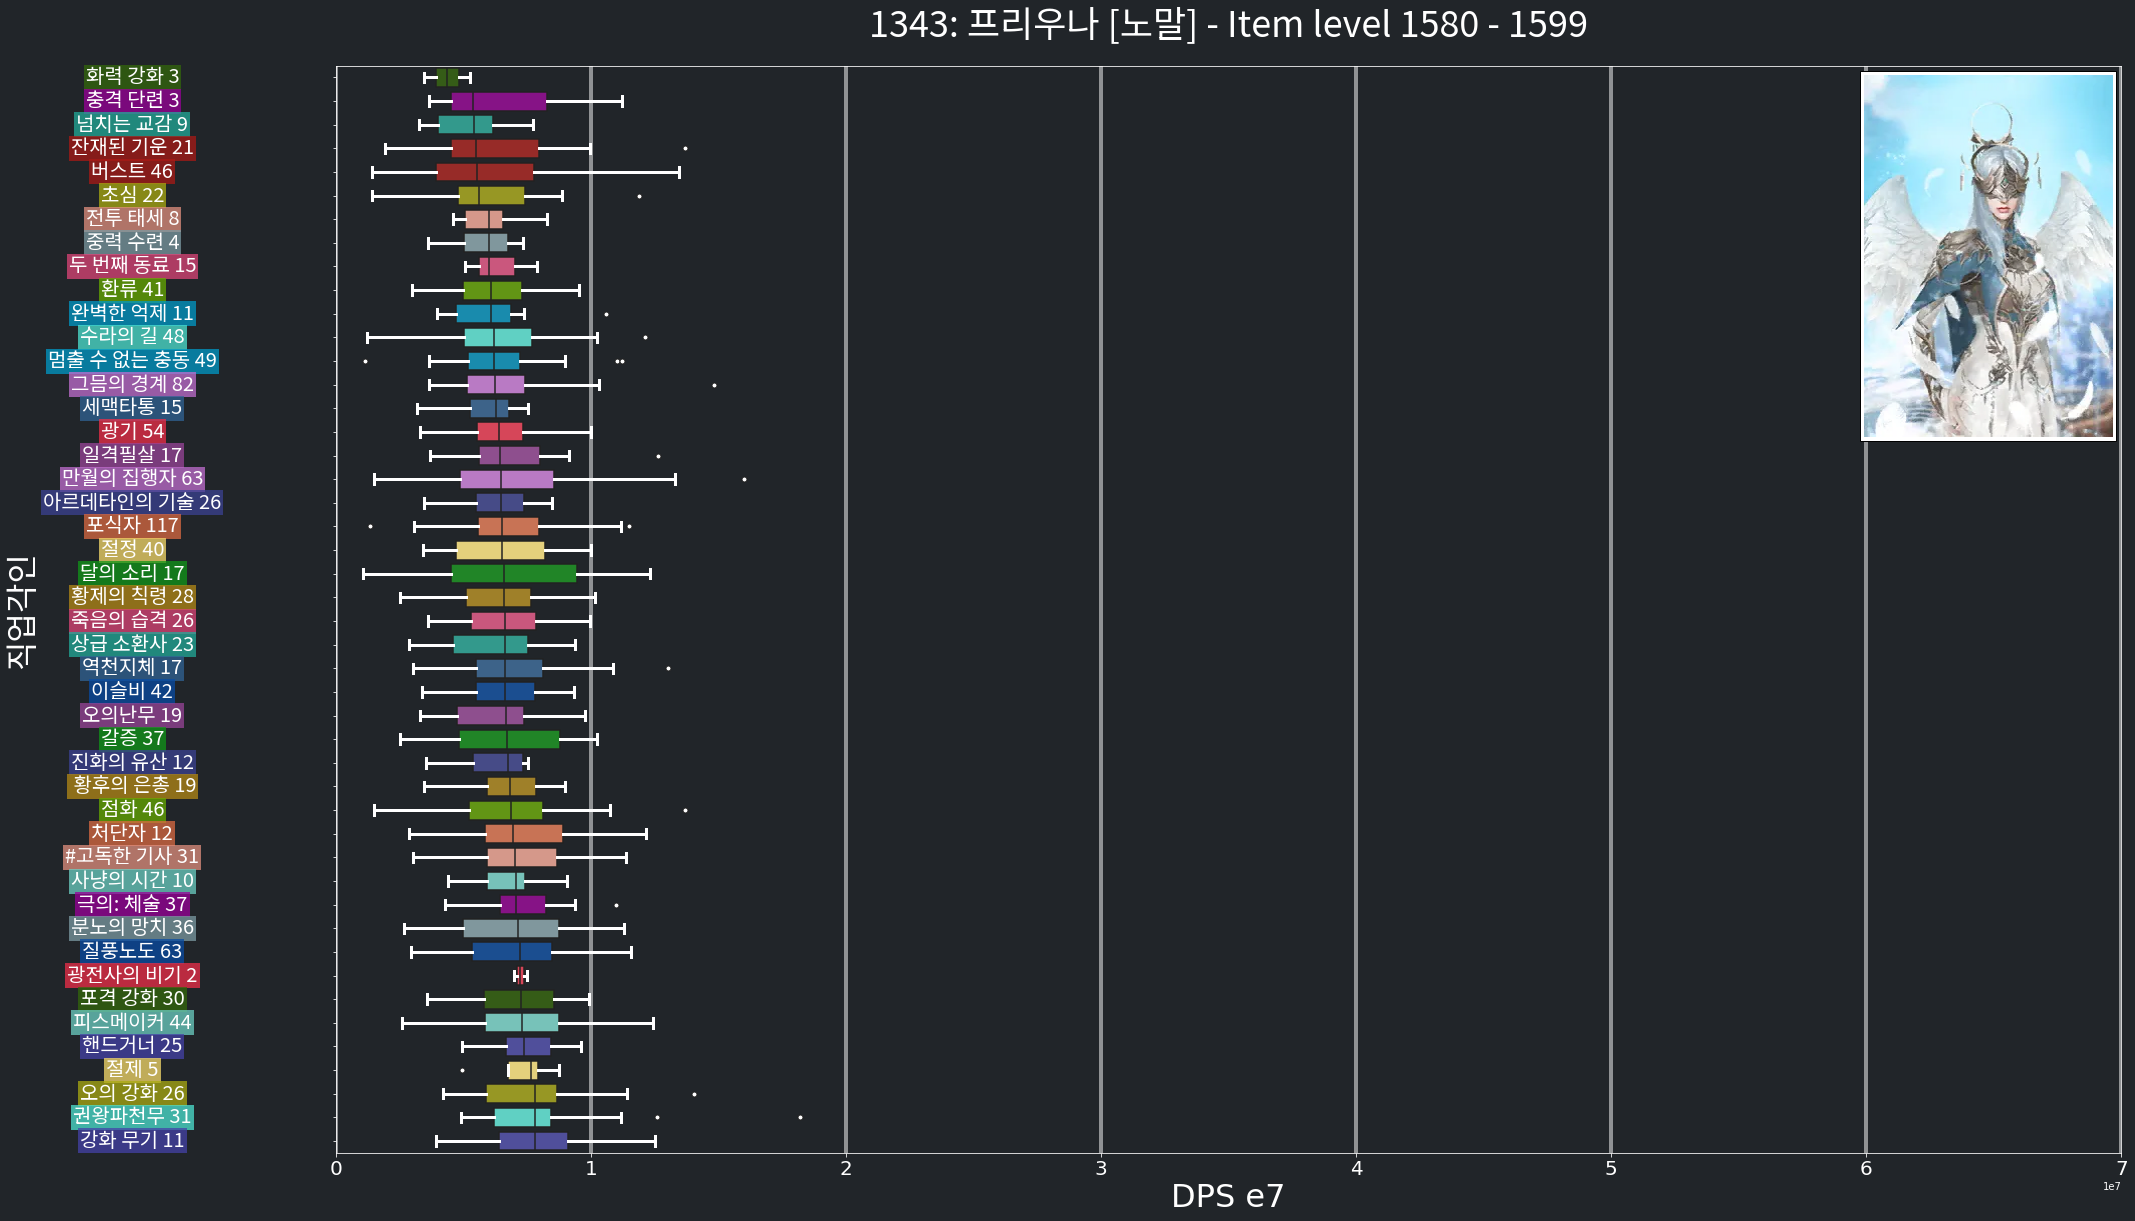 1343: 프리우나 [노말] - Item level 1580 - 1599
화력 강화 3
충격 단련 3
넘치는 교감 9
잔재된 기운 21
버스트 46
초심 22
전투 태세 8
중력 수련 4
두 번째 동료 15
환류 41
완벽한 억제 11
수라의 길 48
멈출 수 없는 충동 49
그믐의 경계 82
세맥타통 15
광기 54
일격필살 17
만월의 집행자 63
아르데타인의 기술 26
포식자 117
절정 40
달의 소리 17
황제의 칙령 28
죽음의 습격 26
상급 소환사 23
역천지체 17
이슬비 42
오의난무 19
갈증 37
진화의 유산 12
황후의 은총 19
점화 46
처단자 12
#고독한 기사 31
사냥의 시간 10
극의: 체술 37
분노의 망치 36
질풍노도 63
광전사의 비기 2
포격 강화 30
피스메이커 44
핸드거너 25
절제 5
오의 강화 26
권왕파천무 31
강화 무기 11
직업각인
0 1 2 3 4 5 6 7
1e7
DPS e7